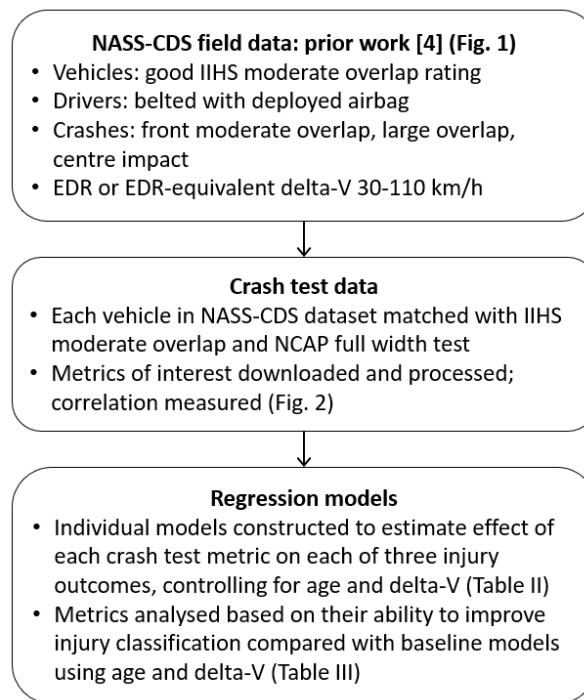 NASS-CDS field data: prior work [4] (Fig. 1)
• Vehicles: good IIHS moderate overlap rating
• Drivers: belted with deployed airbag
• Crashes: front moderate overlap, large overlap,
centre impact
• EDR or EDR-equivalent delta-V 30-110 km/h
Crash test data
• Each vehicle in NASS-CDS dataset matched with IIHS
moderate overlap and NCAP full width test
• Metrics of interest downloaded and processed;
correlation measured (Fig. 2)
Regression models
• Individual models constructed to estimate effect of
each crash test metric on each of three injury
outcomes, controlling for age and delta-V (Table II)
• Metrics analysed based on their ability to improve
injury classification compared with baseline models
using age and delta-V (Table III)